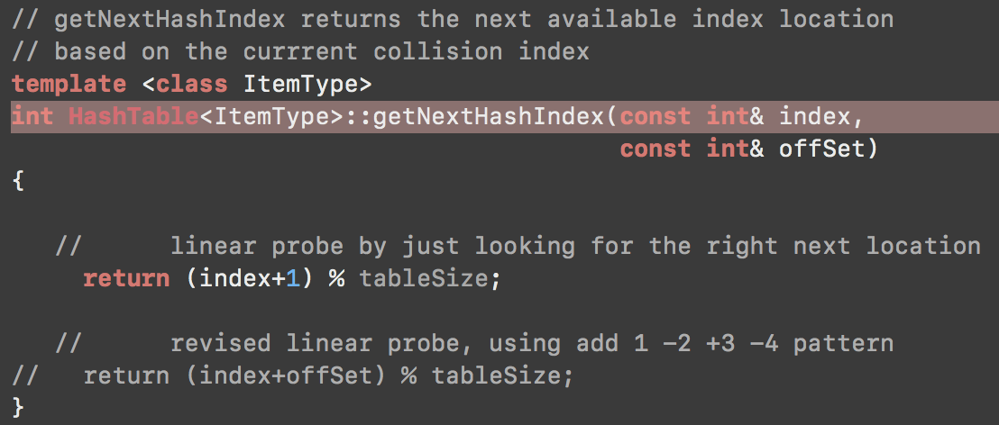 // getNextHashIndex returns the next available index location
// based on the currrent collision index
template <class ItemType>
int HashTable<ItemType>::getNextHashIndex(const int& index,
                                          const int& offSet)
{
   //      linear probe by just looking for the right next location
     return (index+1) % tableSize;
   //      revised linear probe, using add 1 -2 +3 -4 pattern
//   return (index+offSet) % tableSize;
}